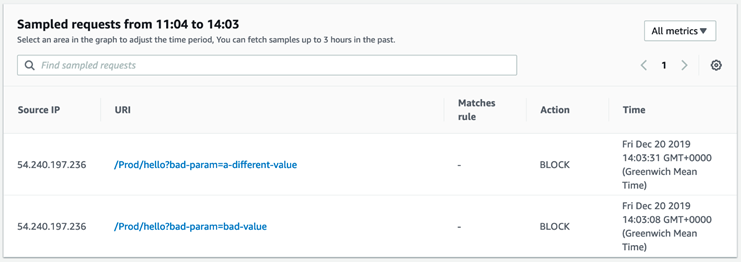 Sampled requests from 11:04 to 14:03
Select an area in the graph to adjust the time period, You can fetch samples up to 3 hours in the past.
All metrics▼
Find sampled requests
< 1 >
Source IP URI Matches rule Action Time
54.240.197.236 /Prod/hello?bad-param=a-different-value - BLOCK Fri Dec 20 2019
14:03:31 GMT+0000
(Greenwich Mean
Time)
54.240.197.236 /Prod/hello?bad-param=bad-value - BLOCK Fri Dec 20 2019
14:03:08 GMT+0000
(Greenwich Mean
Time)